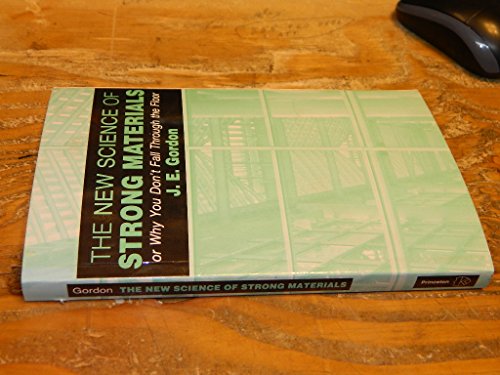 THE NEW SCIENCE OF
STRONG MATERIALS
or Why You Don't Fall Through the Floor
J. E. Gordon
Gordon THE NEW SCIENCE OF STRONG MATERIALS Princeton